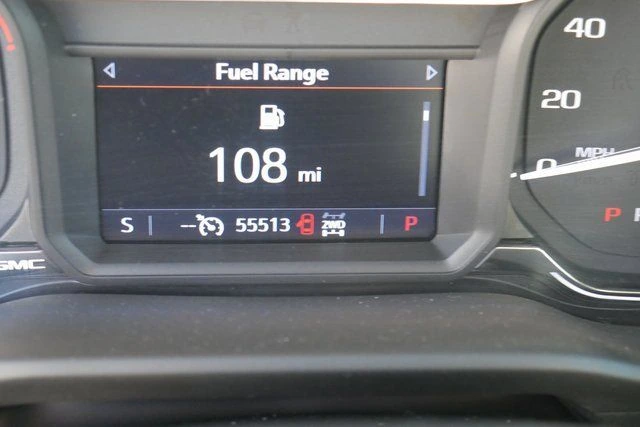 Fuel Range
108 mi
S -- 55513 2WD P
GMC
40
20
0
MPH
P